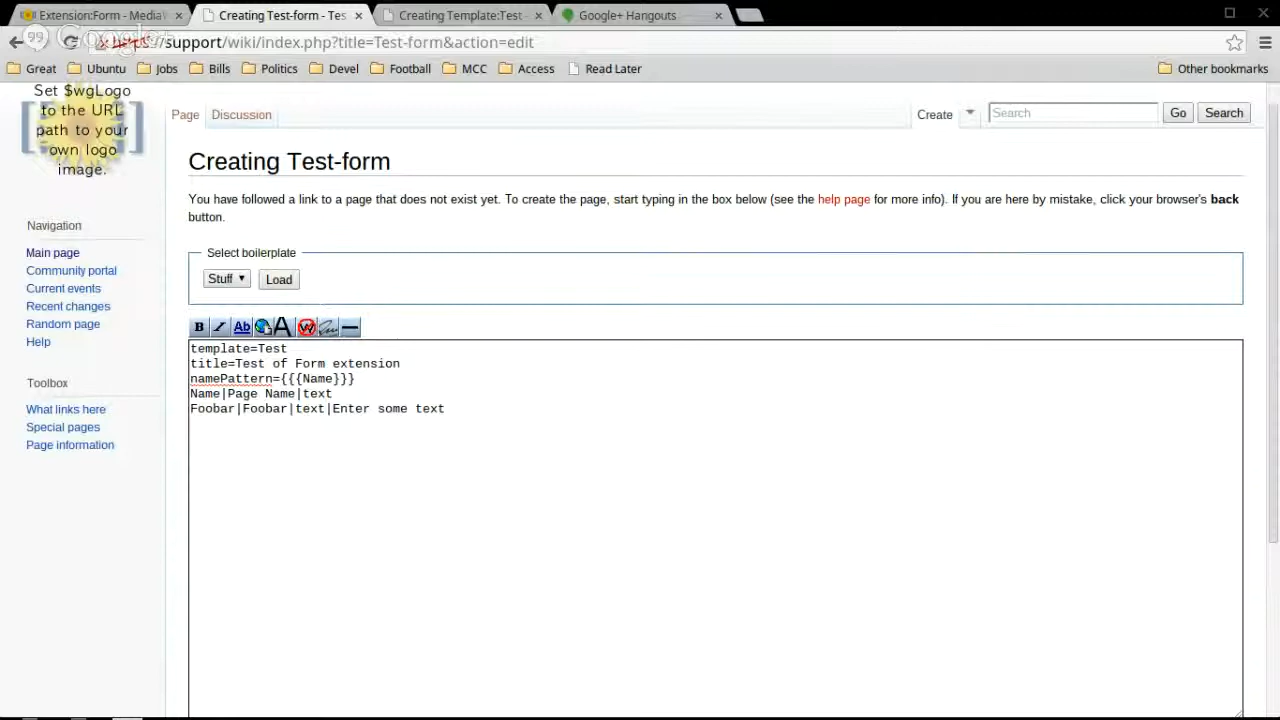 Extension:Form - Media
Creating Test-form - Tes
Creating Template:Test -
Google+ Hangouts
Google+
support/wiki/index.php?title=Test-form&action=edit
Great Ubuntu Jobs Bills Politics Devel Football MCC Access Read Later Other bookmarks
Set $wgLogo
to the URL
path to your
own logo
image.
Page Discussion Create Search Go Search
Creating Test-form
You have followed a link to a page that does not exist yet. To create the page, start typing in the box below (see the help page for more info). If you are here by mistake, click your browser's back
button.
Navigation
Main page
Community portal
Current events
Recent changes
Random page
Help
Toolbox
What links here
Special pages
Page information
Select boilerplate
Stuff Load
B I Ab A W
template=Test
title=Test of Form extension
namePattern={{{Name}}}
Name|Page Name|text
Foobar|Foobar|text|Enter some text